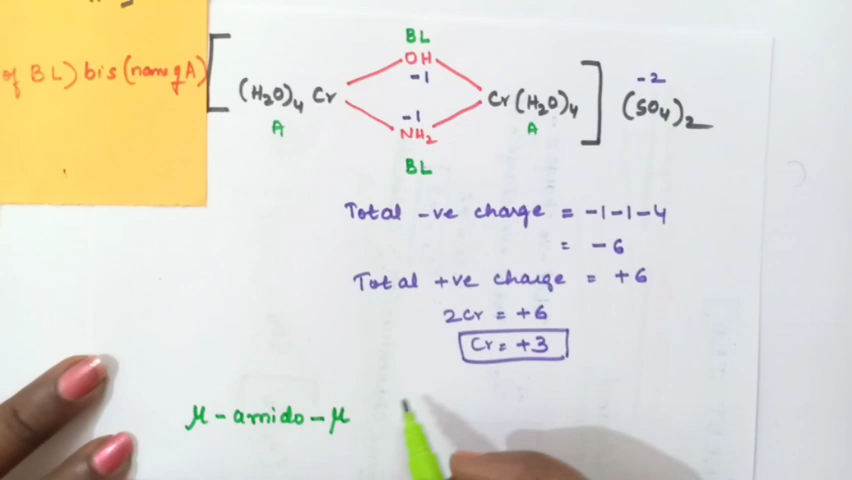 of BL) bis (name of A)
[(H2O)4 Cr
BL
OH
-1
-1
NH2
BL
Cr (H2O)4]
-2
(SO4)2
A
A
Total -ve charge = -1-1-4
= -6
Total +ve charge = +6
2Cr = +6
Cr = +3
μ - amido - μ